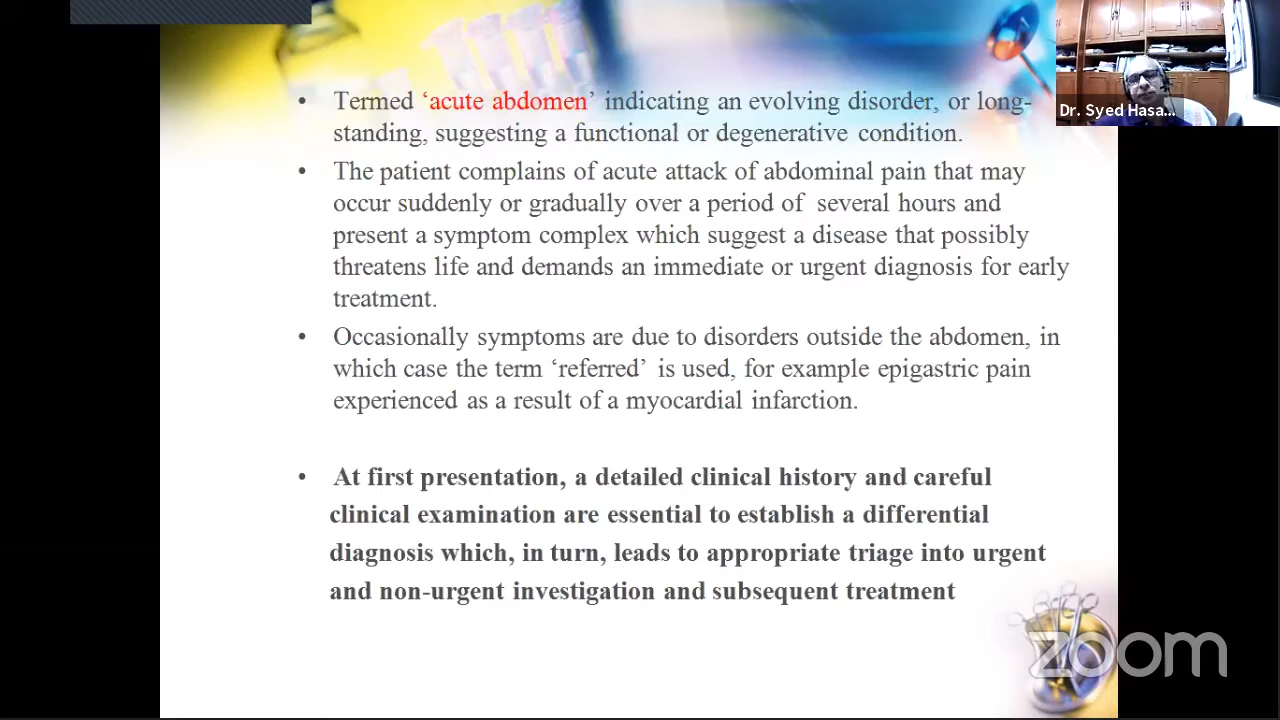 • Termed ‘acute abdomen’ indicating an evolving disorder, or long-
standing, suggesting a functional or degenerative condition.
• The patient complains of acute attack of abdominal pain that may
occur suddenly or gradually over a period of several hours and
present a symptom complex which suggest a disease that possibly
threatens life and demands an immediate or urgent diagnosis for early
treatment.
• Occasionally symptoms are due to disorders outside the abdomen, in
which case the term ‘referred’ is used, for example epigastric pain
experienced as a result of a myocardial infarction.
• At first presentation, a detailed clinical history and careful
clinical examination are essential to establish a differential
diagnosis which, in turn, leads to appropriate triage into urgent
and non-urgent investigation and subsequent treatment
Dr. Syed Hasa...
zoom